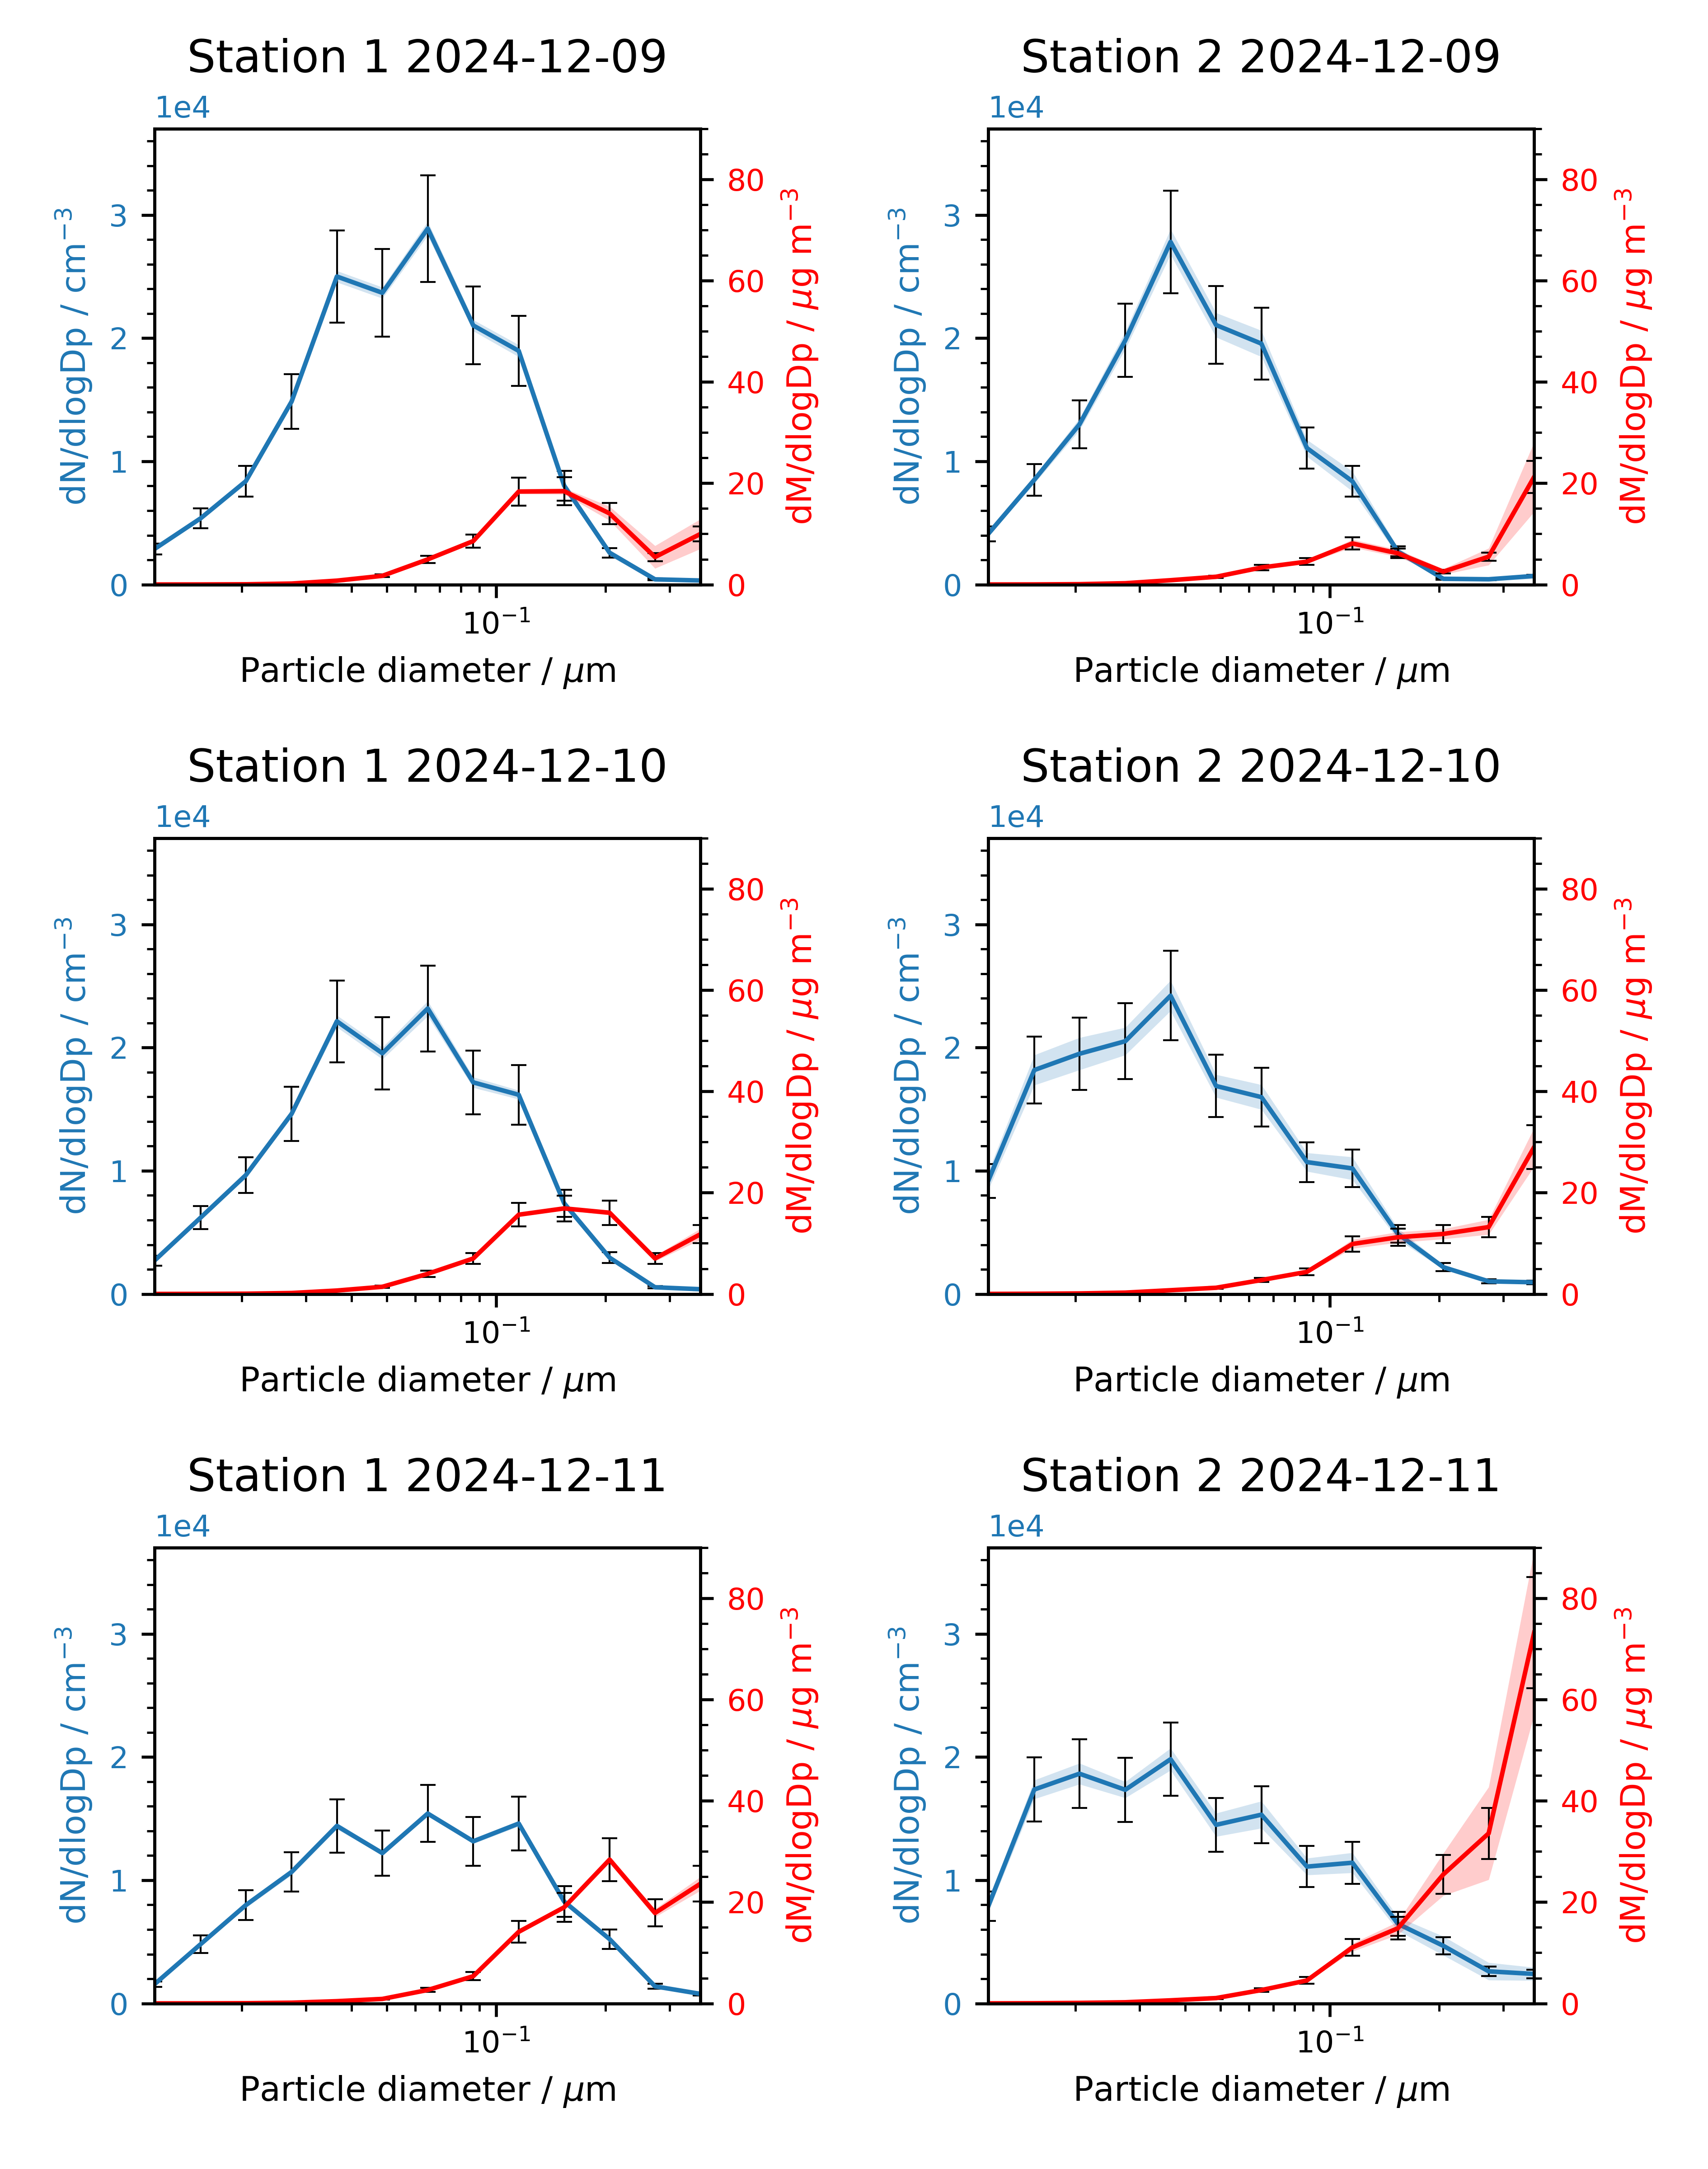 Station 1 2024-12-09
1e4
3
2
1
0
dN/dlogDp / cm⁻³
80
60
40
20
0
dM/dlogDp / μg m⁻³
10⁻¹
Particle diameter / μm
Station 2 2024-12-09
1e4
3
2
1
0
dN/dlogDp / cm⁻³
80
60
40
20
0
dM/dlogDp / μg m⁻³
10⁻¹
Particle diameter / μm
Station 1 2024-12-10
1e4
3
2
1
0
dN/dlogDp / cm⁻³
80
60
40
20
0
dM/dlogDp / μg m⁻³
10⁻¹
Particle diameter / μm
Station 2 2024-12-10
1e4
3
2
1
0
dN/dlogDp / cm⁻³
80
60
40
20
0
dM/dlogDp / μg m⁻³
10⁻¹
Particle diameter / μm
Station 1 2024-12-11
1e4
3
2
1
0
dN/dlogDp / cm⁻³
80
60
40
20
0
dM/dlogDp / μg m⁻³
10⁻¹
Particle diameter / μm
Station 2 2024-12-11
1e4
3
2
1
0
dN/dlogDp / cm⁻³
80
60
40
20
0
dM/dlogDp / μg m⁻³
10⁻¹
Particle diameter / μm